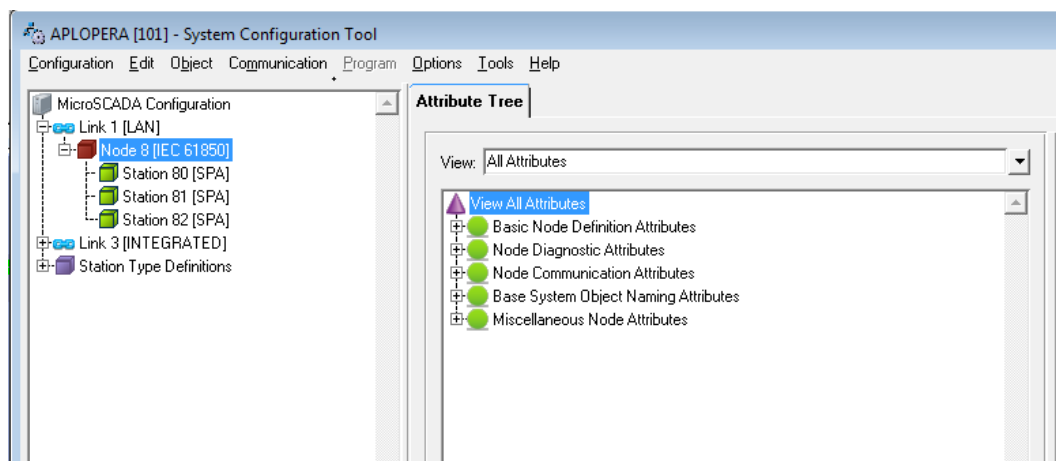 APLOPERA [101] - System Configuration Tool
Configuration Edit Object Communication Program Options Tools Help
MicroSCADA Configuration
Link 1 [LAN]
Node 8 [IEC 61850]
Station 80 [SPA]
Station 81 [SPA]
Station 82 [SPA]
Link 3 [INTEGRATED]
Station Type Definitions
Attribute Tree
View: All Attributes
View All Attributes
Basic Node Definition Attributes
Node Diagnostic Attributes
Node Communication Attributes
Base System Object Naming Attributes
Miscellaneous Node Attributes